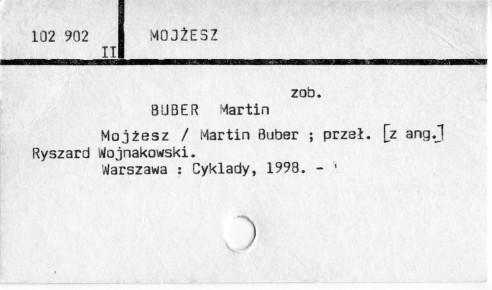 102 902 MOJŻESZ
II
zob.
BUBER Martin
Mojżesz / Martin Buber ; przeł. [z ang.]
Ryszard Wojnakowski.
Warszawa : Cyklady, 1998. -